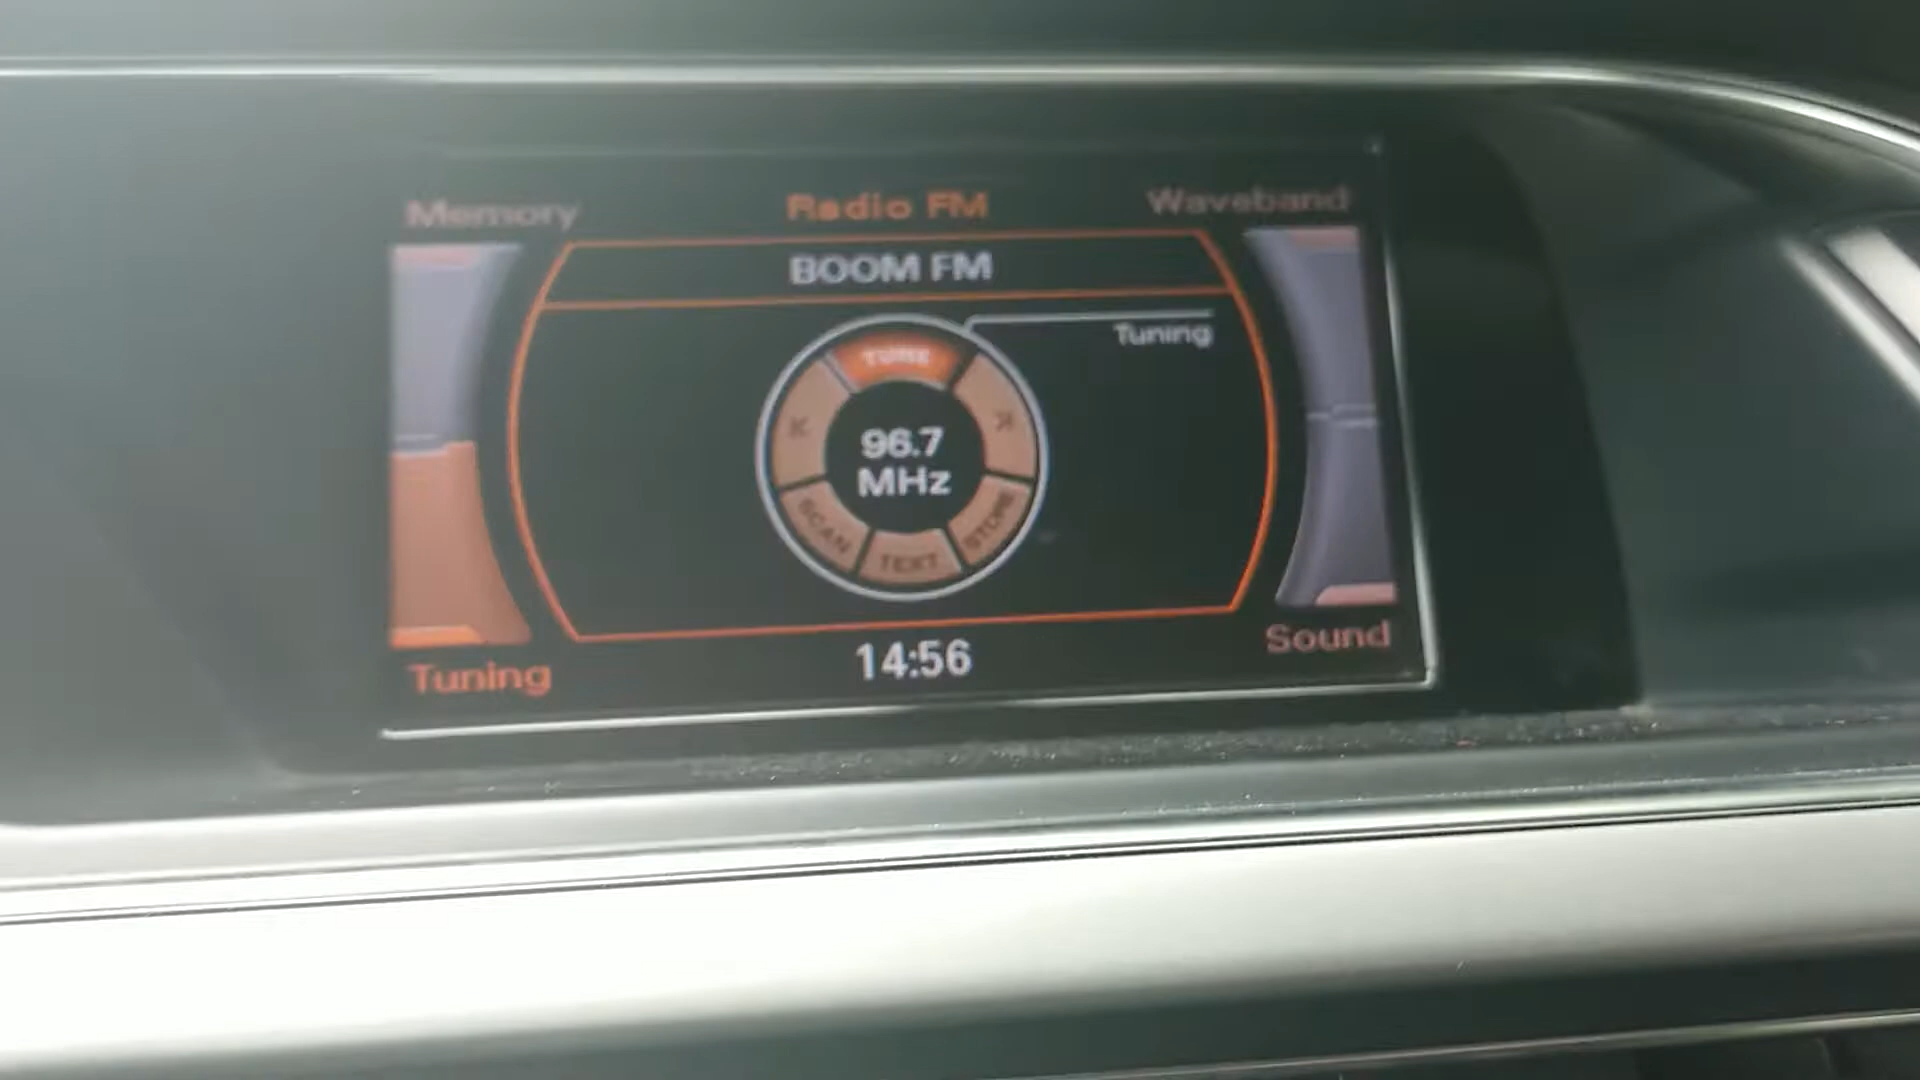 Memory
Radio FM
Waveband
BOOM FM
Tuning
TUNE
96.7
MHz
SCAN
TEXT
STORE
Tuning
14:56
Sound